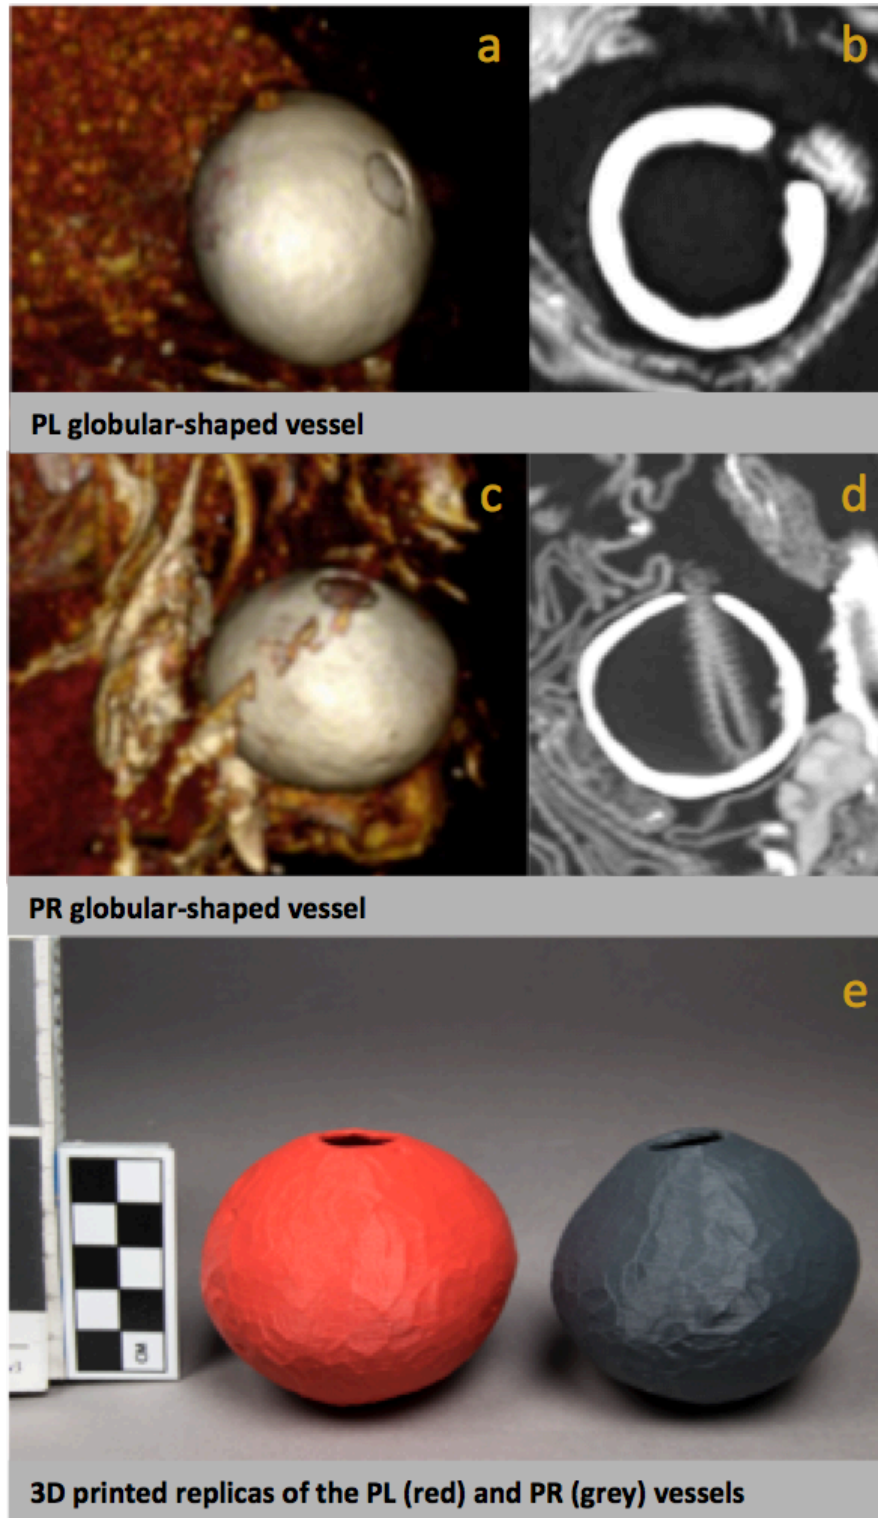 a
b
PL globular-shaped vessel
c
d
PR globular-shaped vessel
e
3D printed replicas of the PL (red) and PR (grey) vessels